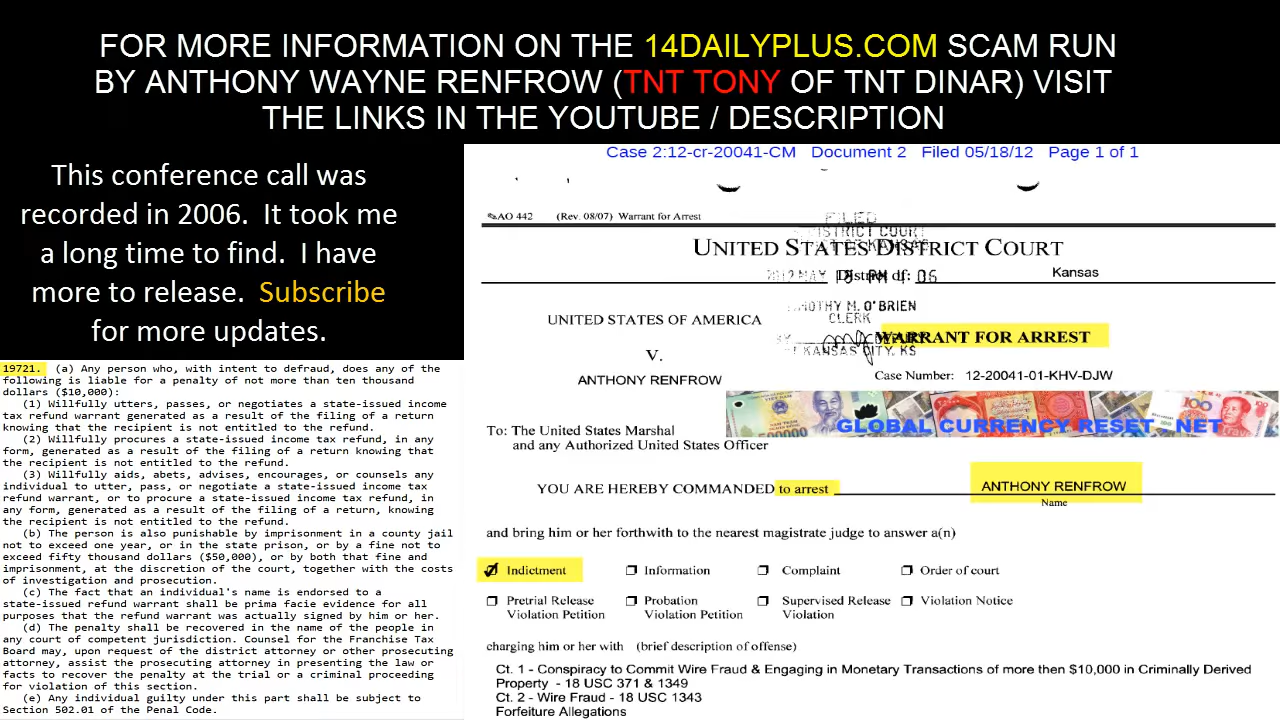 FOR MORE INFORMATION ON THE 14DAILYPLUS.COM SCAM RUN
BY ANTHONY WAYNE RENFROW (TNT TONY OF TNT DINAR) VISIT
THE LINKS IN THE YOUTUBE / DESCRIPTION
This conference call was
recorded in 2006. It took me
a long time to find. I have
more to release. Subscribe
for more updates.
19721. (a) Any person who, with intent to defraud, does any of the
following is liable for a penalty of not more than ten thousand
dollars ($10,000):
(1) Willfully utters, passes, or negotiates a state-issued income
tax refund warrant generated as a result of the filing of a return
knowing that the recipient is not entitled to the refund.
(2) Willfully procures a state-issued income tax refund, in any
form, generated as a result of the filing of a return knowing that
the recipient is not entitled to the refund.
(3) Willfully aids, abets, advises, encourages, or counsels any
individual to utter, pass, or negotiate a state-issued income tax
refund warrant, or to procure a state-issued income tax refund, in
any form, generated as a result of the filing of a return, knowing
the recipient is not entitled to the refund.
(b) The person is also punishable by imprisonment in a county jail
not to exceed one year, or in the state prison, or by a fine not to
exceed fifty thousand dollars ($50,000), or by both that fine and
imprisonment, at the discretion of the court, together with the costs
of investigation and prosecution.
(c) The fact that an individual's name is endorsed to a
state-issued refund warrant shall be prima facie evidence for all
purposes that the refund warrant was actually signed by him or her.
(d) The penalty shall be recovered in the name of the people in
any court of competent jurisdiction. Counsel for the Franchise Tax
Board may, upon request of the district attorney or other prosecuting
attorney, assist the prosecuting attorney in presenting the law or
facts to recover the penalty at the trial or a criminal proceeding
for violation of this section.
(e) Any individual guilty under this part shall be subject to
Section 502.01 of the Penal Code.
Case 2:12-cr-20041-CM Document 2 Filed 05/18/12 Page 1 of 1
AO 442 (Rev. 08/07) Warrant for Arrest
FILED
UNITED STATES DISTRICT COURT
District of: Kansas
UNITED STATES OF AMERICA
V.
ANTHONY RENFROW
TIMOTHY M. O'BRIEN
CLERK
KANSAS CITY, KS
WARRANT FOR ARREST
Case Number: 12-20041-01-KHV-DJW
GLOBAL CURRENCY RESET . NET
To: The United States Marshal
and any Authorized United States Officer
YOU ARE HEREBY COMMANDED to arrest ANTHONY RENFROW
Name
and bring him or her forthwith to the nearest magistrate judge to answer a(n)
Indictment Information Complaint Order of court
Pretrial Release Violation Petition Probation Violation Petition Supervised Release Violation Violation Notice
charging him or her with (brief description of offense)
Ct. 1 - Conspiracy to Commit Wire Fraud & Engaging in Monetary Transactions of more then $10,000 in Criminally Derived
Property - 18 USC 371 & 1349
Ct. 2 - Wire Fraud - 18 USC 1343
Forfeiture Allegations